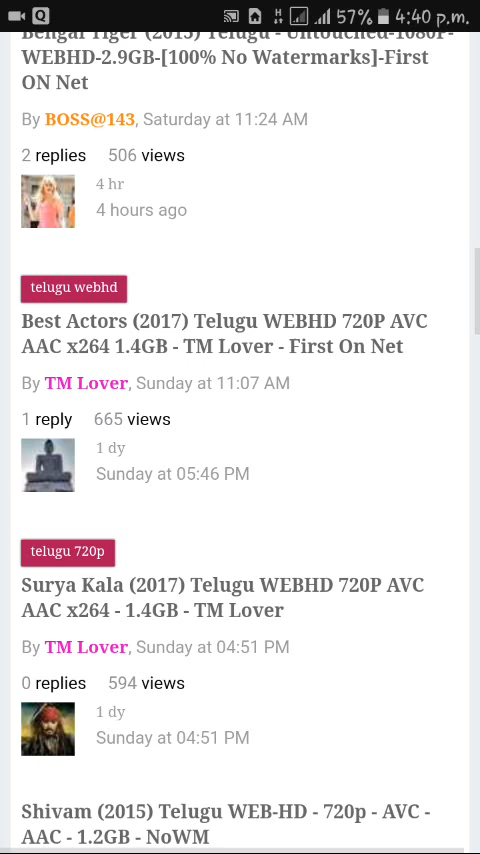 57% 4:40 p.m.
Bengal Tiger (2015) Telugu - Untouched-1080P-
WEBHD-2.9GB-[100% No Watermarks]-First
ON Net
By BOSS@143, Saturday at 11:24 AM
2 replies 506 views
4 hr
4 hours ago
telugu webhd
Best Actors (2017) Telugu WEBHD 720P AVC
AAC x264 1.4GB - TM Lover - First On Net
By TM Lover, Sunday at 11:07 AM
1 reply 665 views
1 dy
Sunday at 05:46 PM
telugu 720p
Surya Kala (2017) Telugu WEBHD 720P AVC
AAC x264 - 1.4GB - TM Lover
By TM Lover, Sunday at 04:51 PM
0 replies 594 views
1 dy
Sunday at 04:51 PM
Shivam (2015) Telugu WEB-HD - 720p - AVC -
AAC - 1.2GB - NoWM